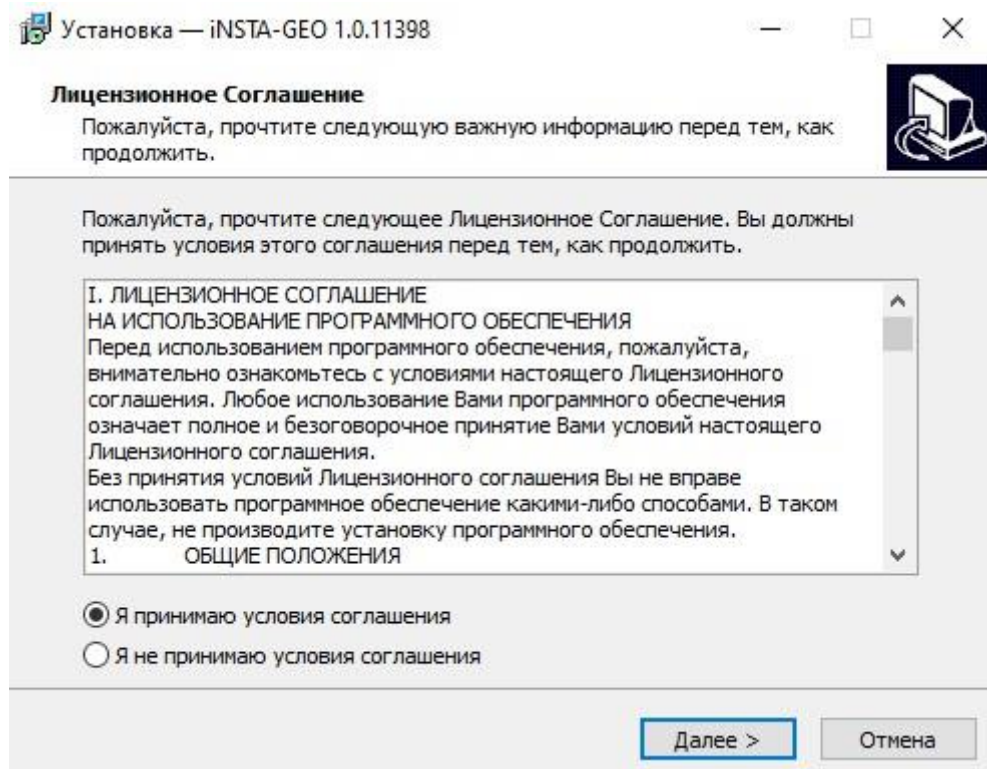 Установка — iNSTA-GEO 1.0.11398
Лицензионное Соглашение
Пожалуйста, прочтите следующую важную информацию перед тем, как
продолжить.
Пожалуйста, прочтите следующее Лицензионное Соглашение. Вы должны
принять условия этого соглашения перед тем, как продолжить.
I. ЛИЦЕНЗИОННОЕ СОГЛАШЕНИЕ
НА ИСПОЛЬЗОВАНИЕ ПРОГРАММНОГО ОБЕСПЕЧЕНИЯ
Перед использованием программного обеспечения, пожалуйста,
внимательно ознакомьтесь с условиями настоящего Лицензионного
соглашения. Любое использование Вами программного обеспечения
означает полное и безоговорочное принятие Вами условий настоящего
Лицензионного соглашения.
Без принятия условий Лицензионного соглашения Вы не вправе
использовать программное обеспечение какими-либо способами. В таком
случае, не производите установку программного обеспечения.
1. ОБЩИЕ ПОЛОЖЕНИЯ
Я принимаю условия соглашения
Я не принимаю условия соглашения
Далее > Отмена